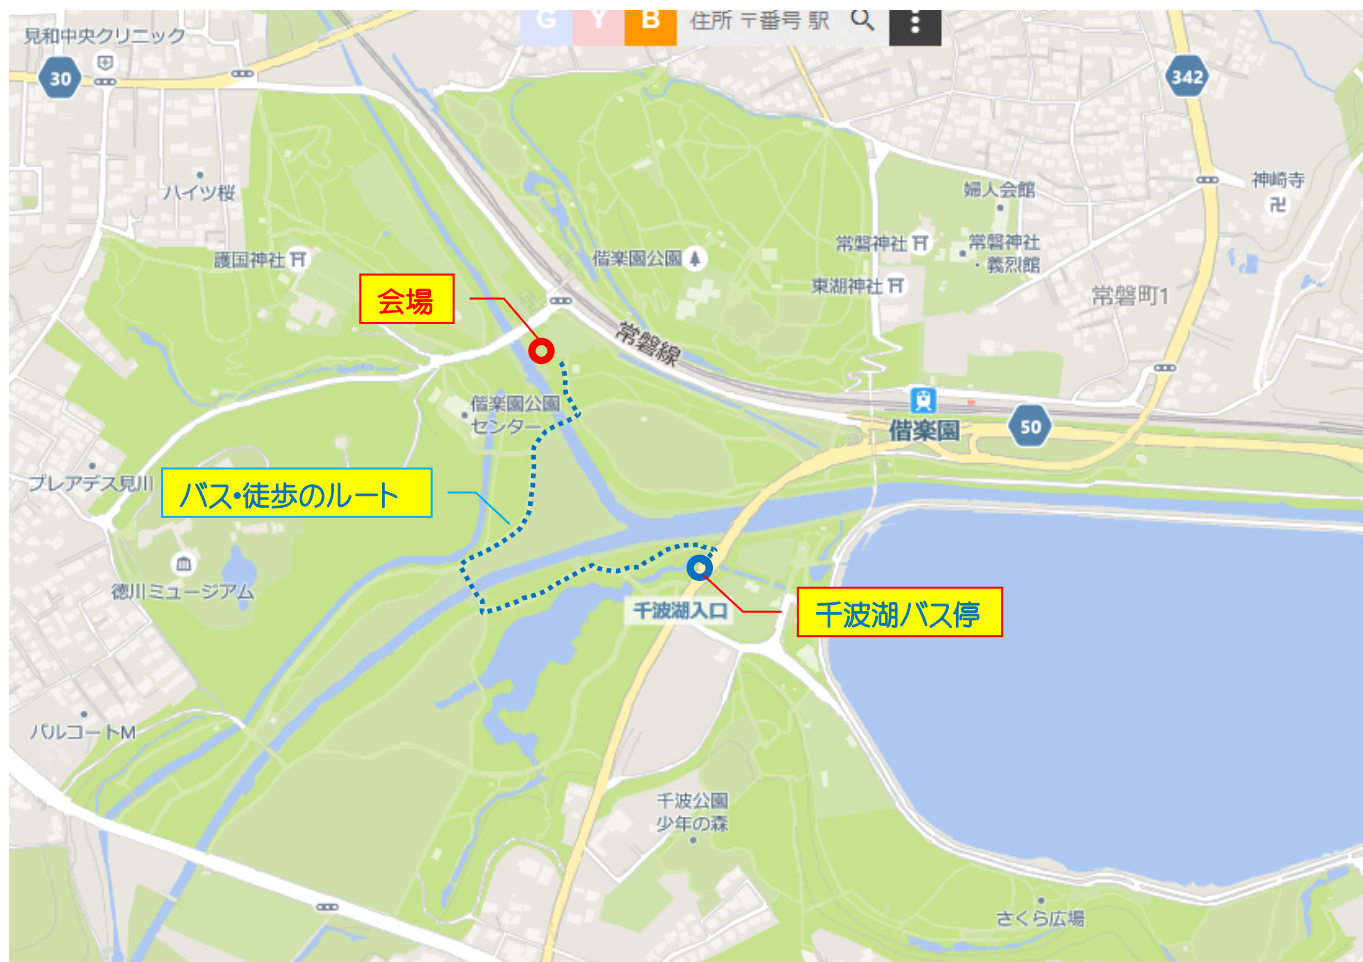 見和中央クリニック
G Y B 住所 〒番号 駅
30
342
ハイツ桜
婦人会館
神崎寺
護国神社
偕楽園公園
常磐神社
常磐神社
・義烈館
東湖神社
常磐町1
会場
常磐線
偕楽園公園
センター
偕楽園
50
プレアデス見川
バス・徒歩のルート
徳川ミュージアム
千波湖入口
千波湖バス停
パルコートM
千波公園
少年の森
さくら広場